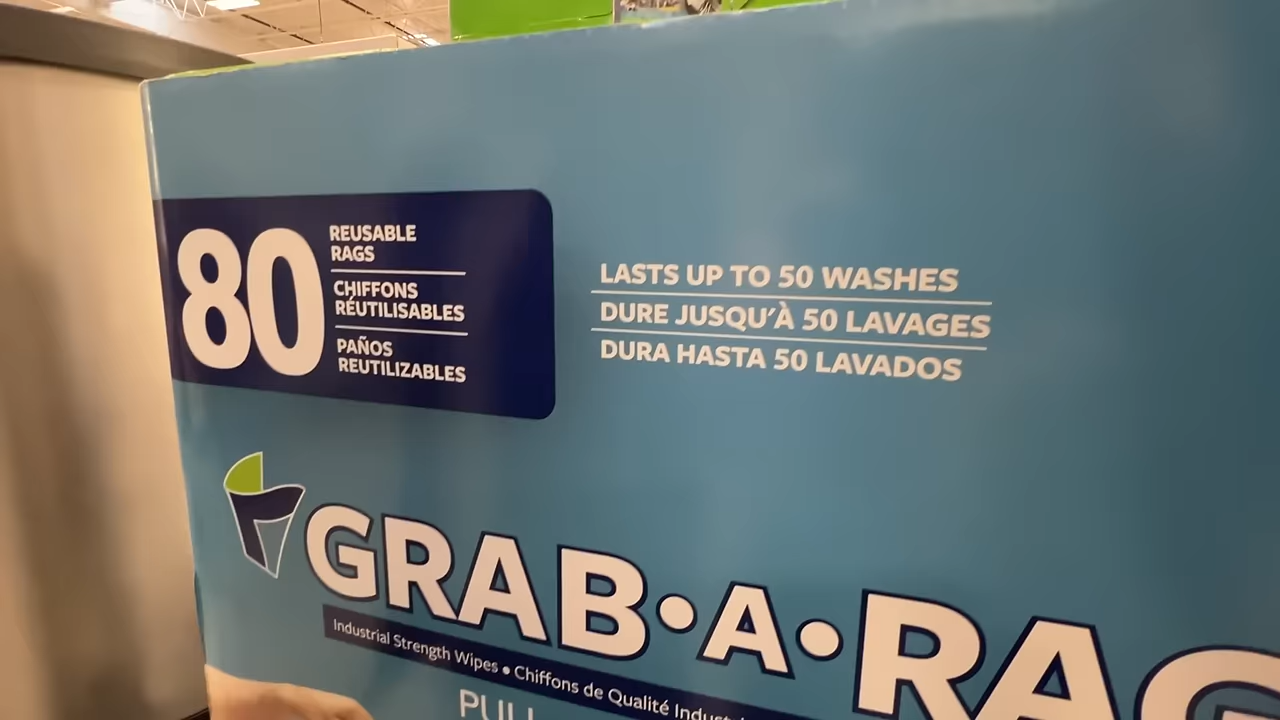 80
REUSABLE
RAGS
CHIFFONS
RÉUTILISABLES
PAÑOS
REUTILIZABLES
LASTS UP TO 50 WASHES
DURE JUSQU'À 50 LAVAGES
DURA HASTA 50 LAVADOS
GRAB•A•RAG
Industrial Strength Wipes • Chiffons de Qualité